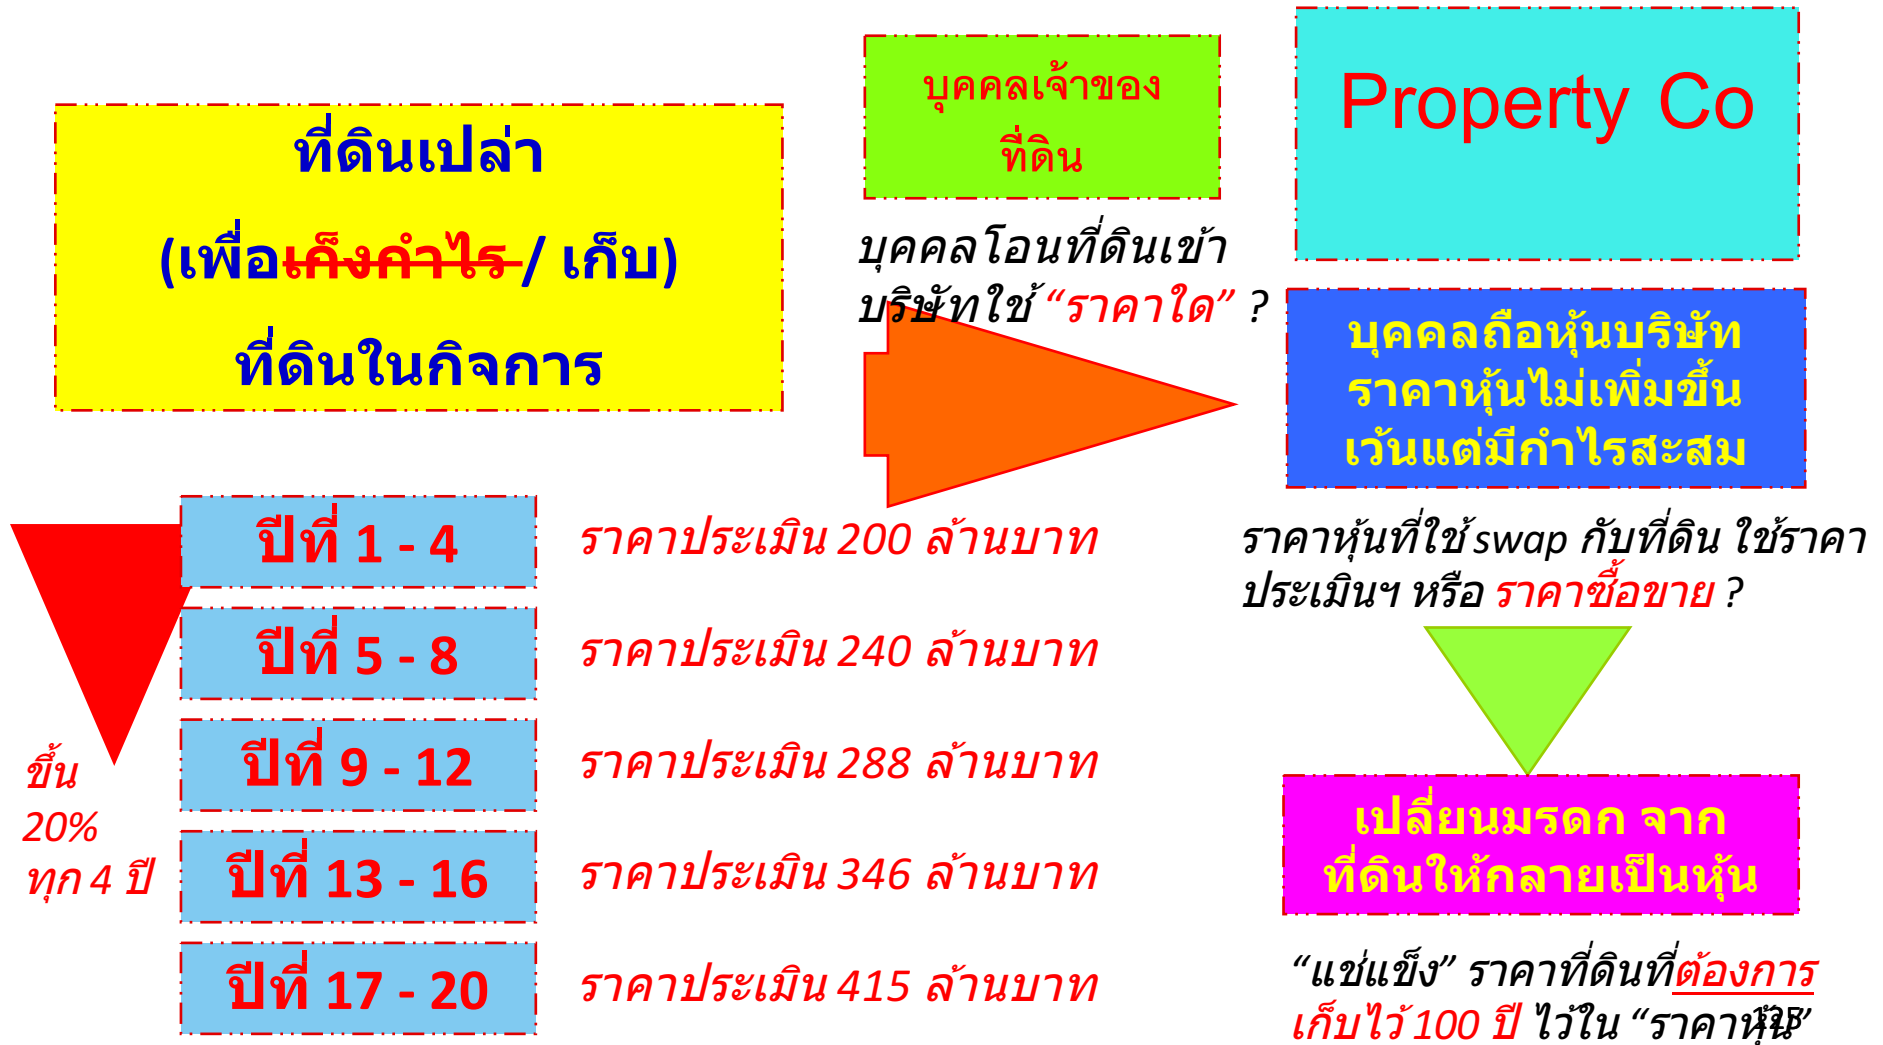 ที่ดินเปล่า
(เพื่อเก็งกำไร / เก็บ)
ที่ดินในกิจการ
บุคคลเจ้าของ
ที่ดิน
Property Co
บุคคลโอนที่ดินเข้า
บริษัทใช้ “ราคาใด” ?
บุคคลถือหุ้นบริษัท
ราคาหุ้นไม่เพิ่มขึ้น
เว้นแต่มีกำไรสะสม
ขึ้น
20%
ทุก 4 ปี
ปีที่ 1 - 4
ราคาประเมิน 200 ล้านบาท
ปีที่ 5 - 8
ราคาประเมิน 240 ล้านบาท
ปีที่ 9 - 12
ราคาประเมิน 288 ล้านบาท
ปีที่ 13 - 16
ราคาประเมิน 346 ล้านบาท
ปีที่ 17 - 20
ราคาประเมิน 415 ล้านบาท
ราคาหุ้นที่ใช้ swap กับที่ดิน ใช้ราคา
ประเมินฯ หรือ ราคาซื้อขาย ?
เปลี่ยนมรดก จาก
ที่ดินให้กลายเป็นหุ้น
“แช่แข็ง” ราคาที่ดินที่ต้องการ
เก็บไว้ 100 ปี ไว้ใน “ราคาหุ้น”